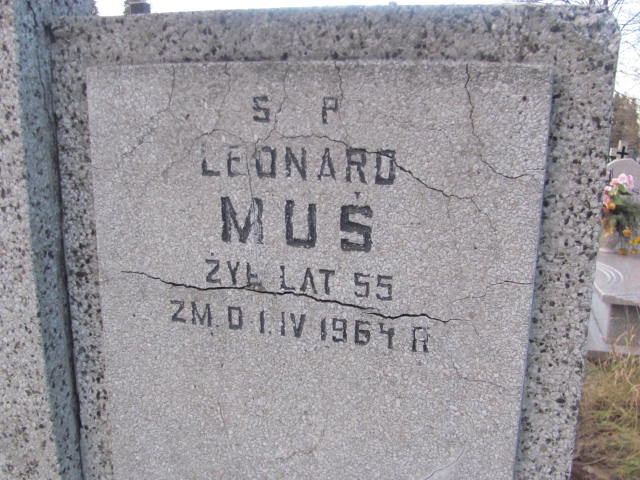 S P
LEONARD
MUŚ
ŻYŁ LAT 55
ZM. D 1.IV 1964 R